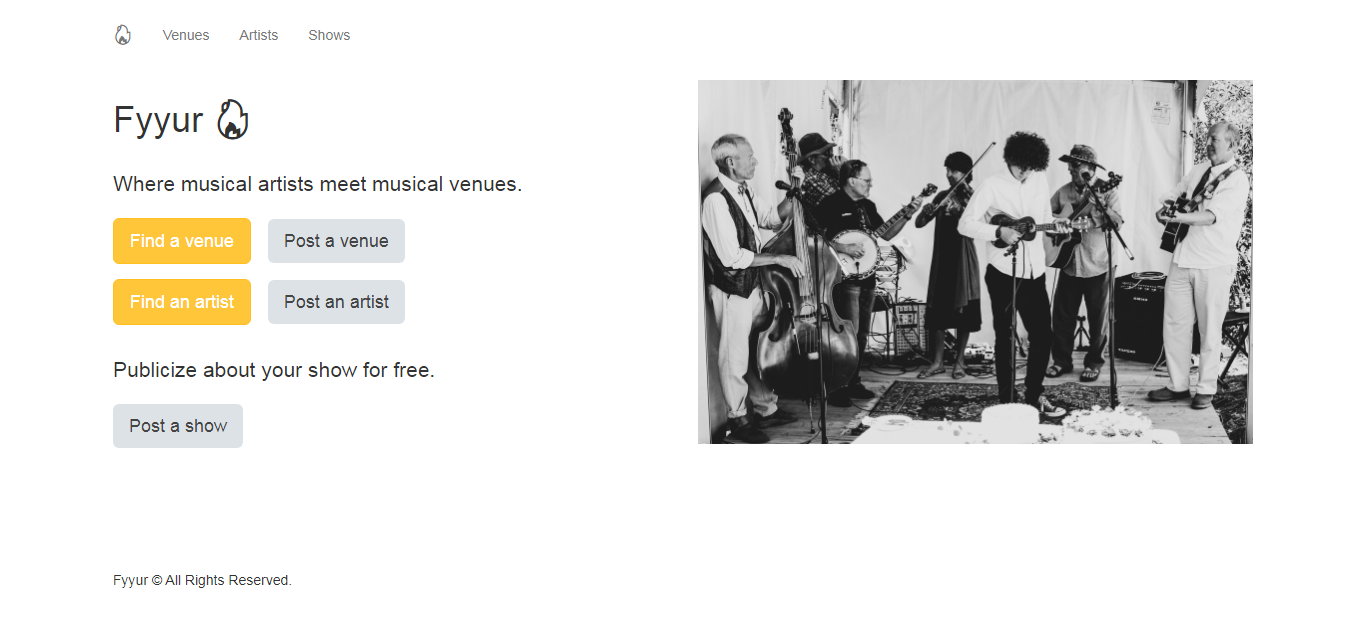 Venues Artists Shows
Fyyur
Where musical artists meet musical venues.
Find a venue Post a venue
Find an artist Post an artist
Publicize about your show for free.
Post a show
Fyyur © All Rights Reserved.